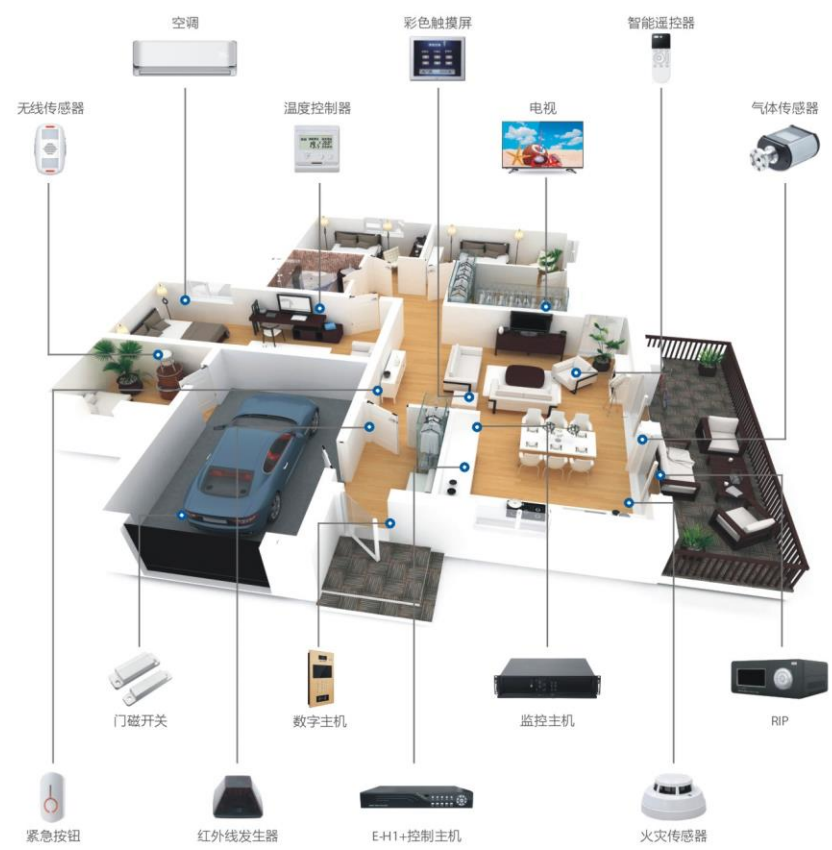 空调
彩色触摸屏
智能遥控器
无线传感器
温度控制器
电视
气体传感器
门磁开关
数字主机
监控主机
RIP
紧急按钮
红外线发生器
E-H1+控制主机
火灾传感器